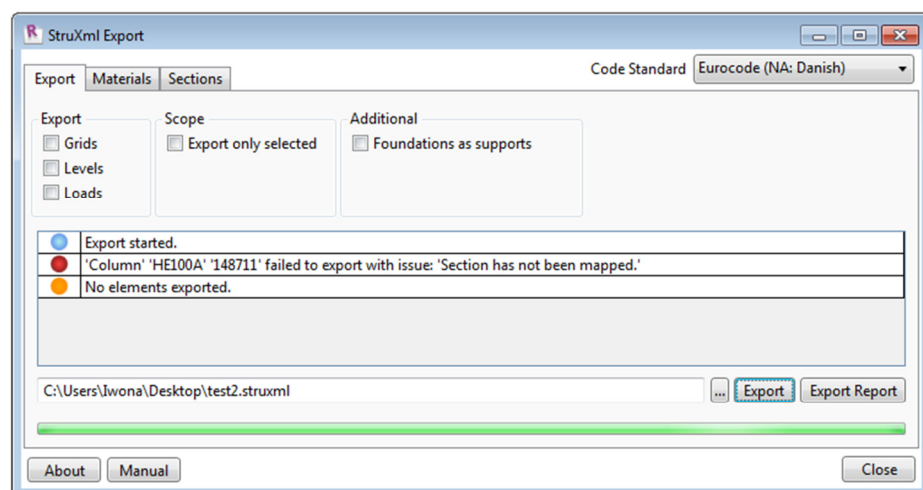 StruXml Export
Code Standard Eurocode (NA: Danish)
Export Materials Sections
Export Scope Additional
Grids Export only selected Foundations as supports
Levels
Loads
Export started.
'Column' 'HE100A' '148711' failed to export with issue: 'Section has not been mapped.'
No elements exported.
C:\Users\Iwona\Desktop\test2.struxml ... Export Export Report
About Manual Close